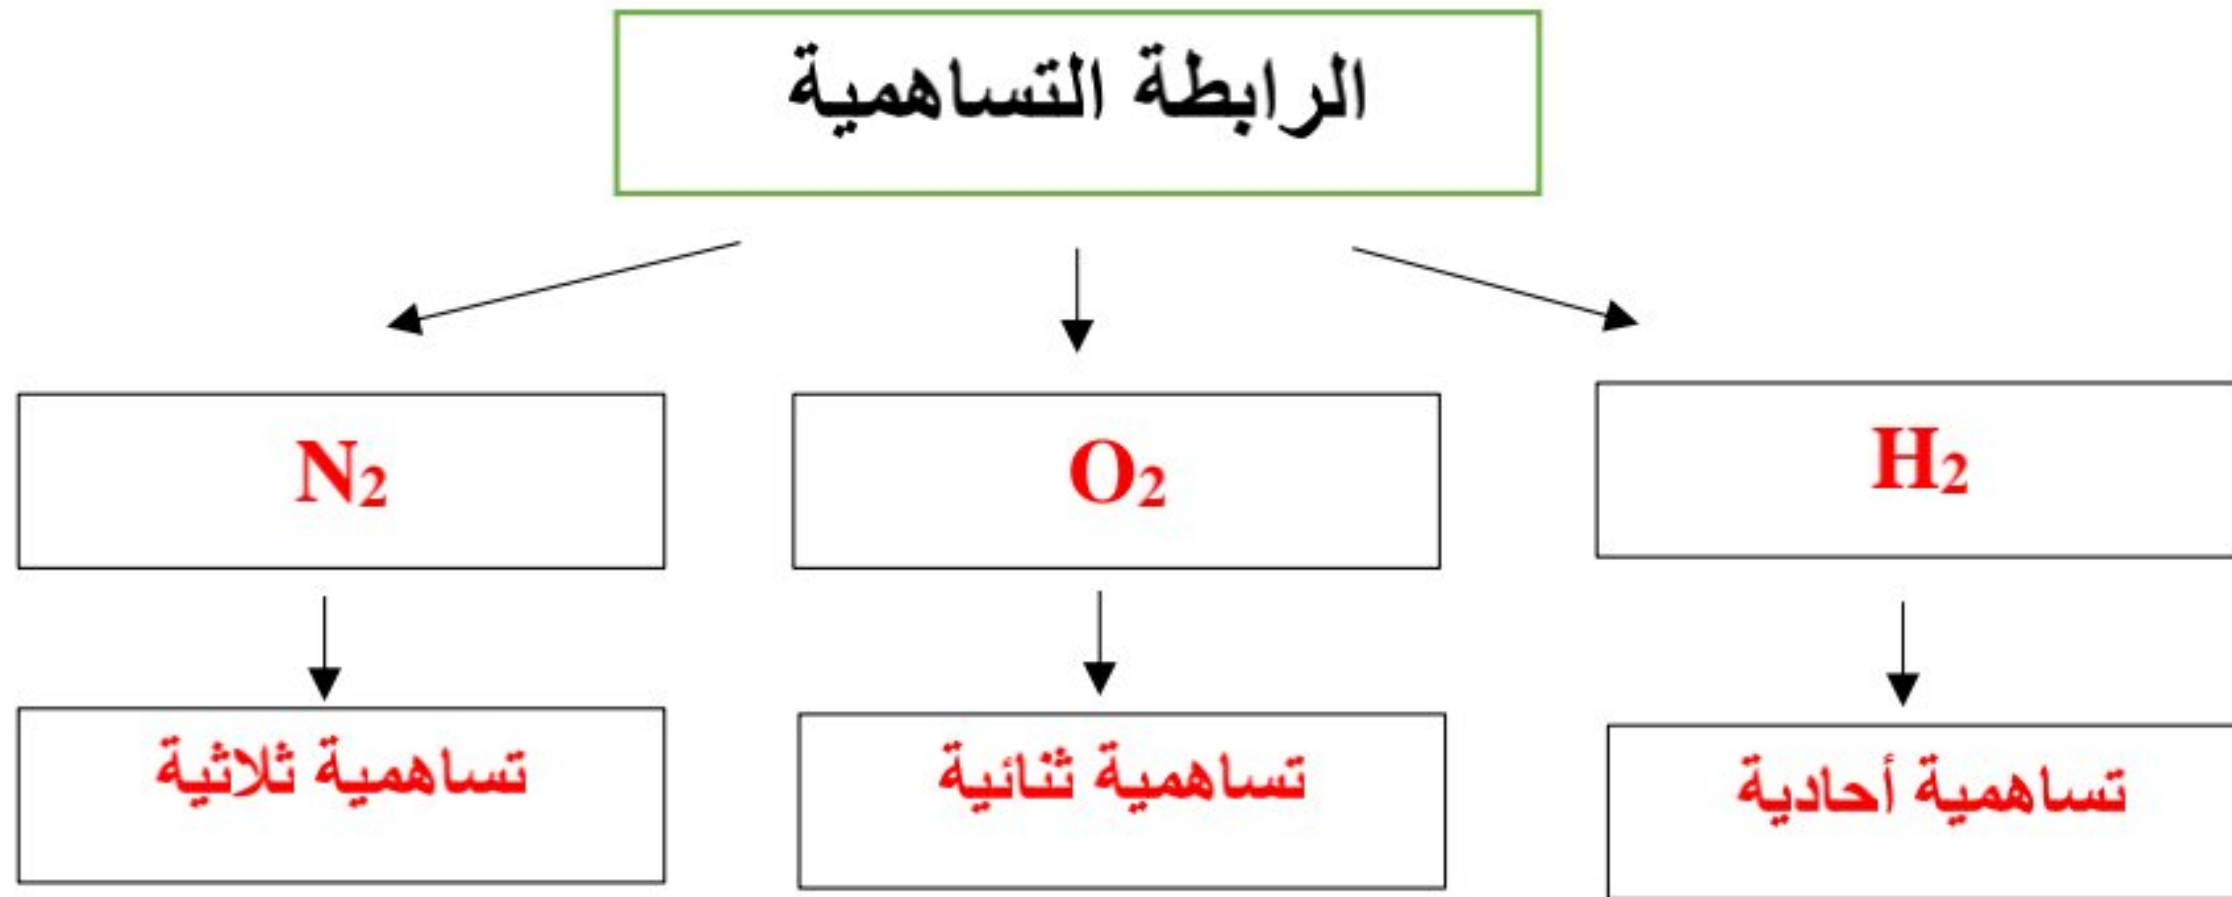 الرابطة التساهمية
H₂
O₂
N₂
تساهمية أحادية
تساهمية ثنائية
تساهمية ثلاثية